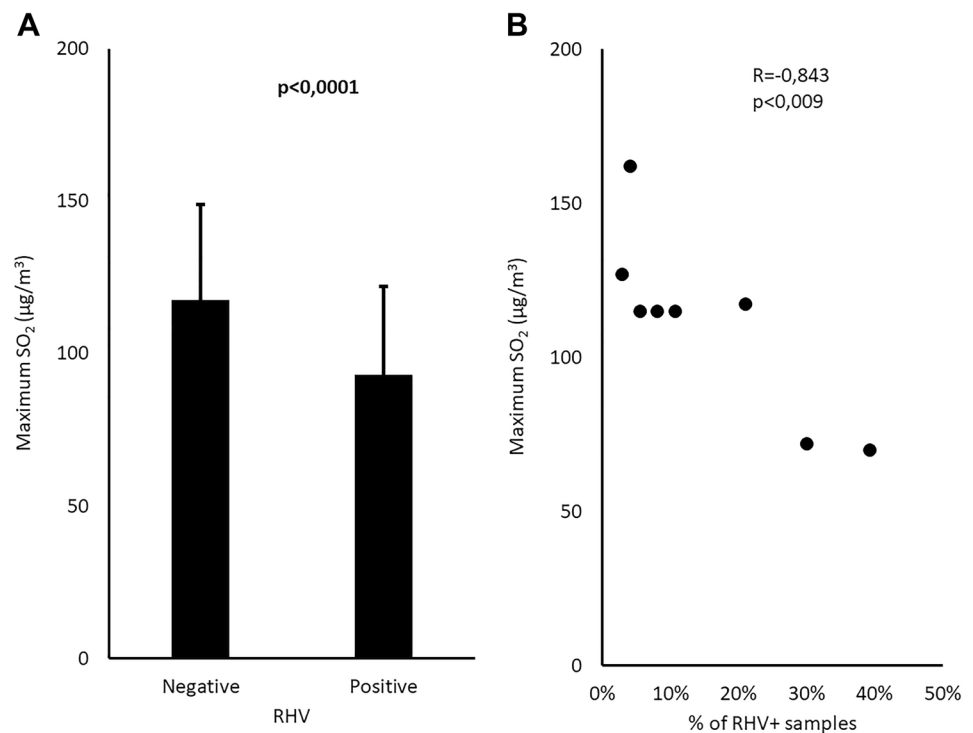 A
200
150
100
50
0
Maximum SO₂ (µg/m³)
p<0,0001
Negative
Positive
RHV
B
200
150
100
50
0
Maximum SO₂ (µg/m³)
R=-0,843
p<0,009
0% 10% 20% 30% 40% 50%
% of RHV+ samples